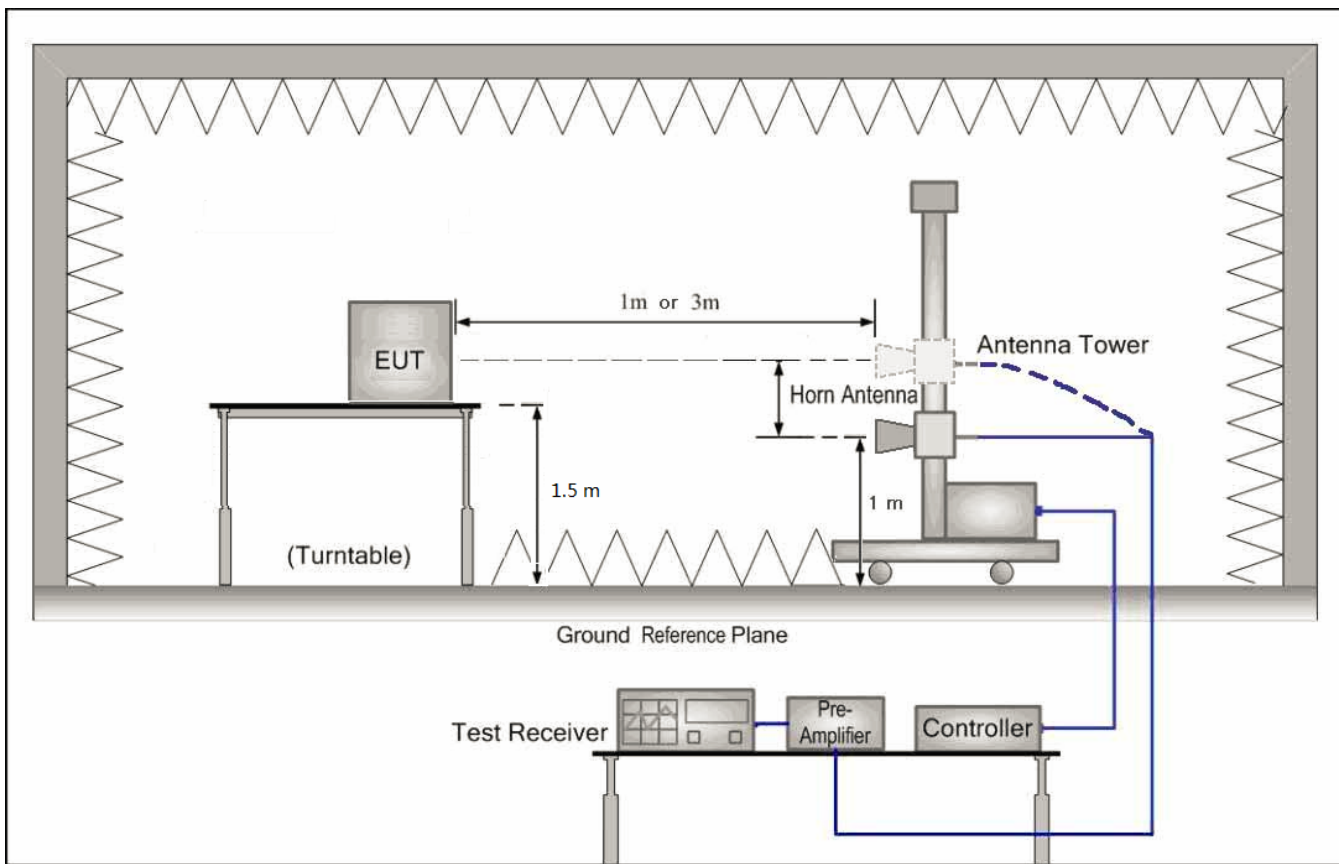 1m or 3m
EUT
Antenna Tower
Horn Antenna
1.5 m
1 m
(Turntable)
Ground Reference Plane
Test Receiver
Pre-
Amplifier
Controller